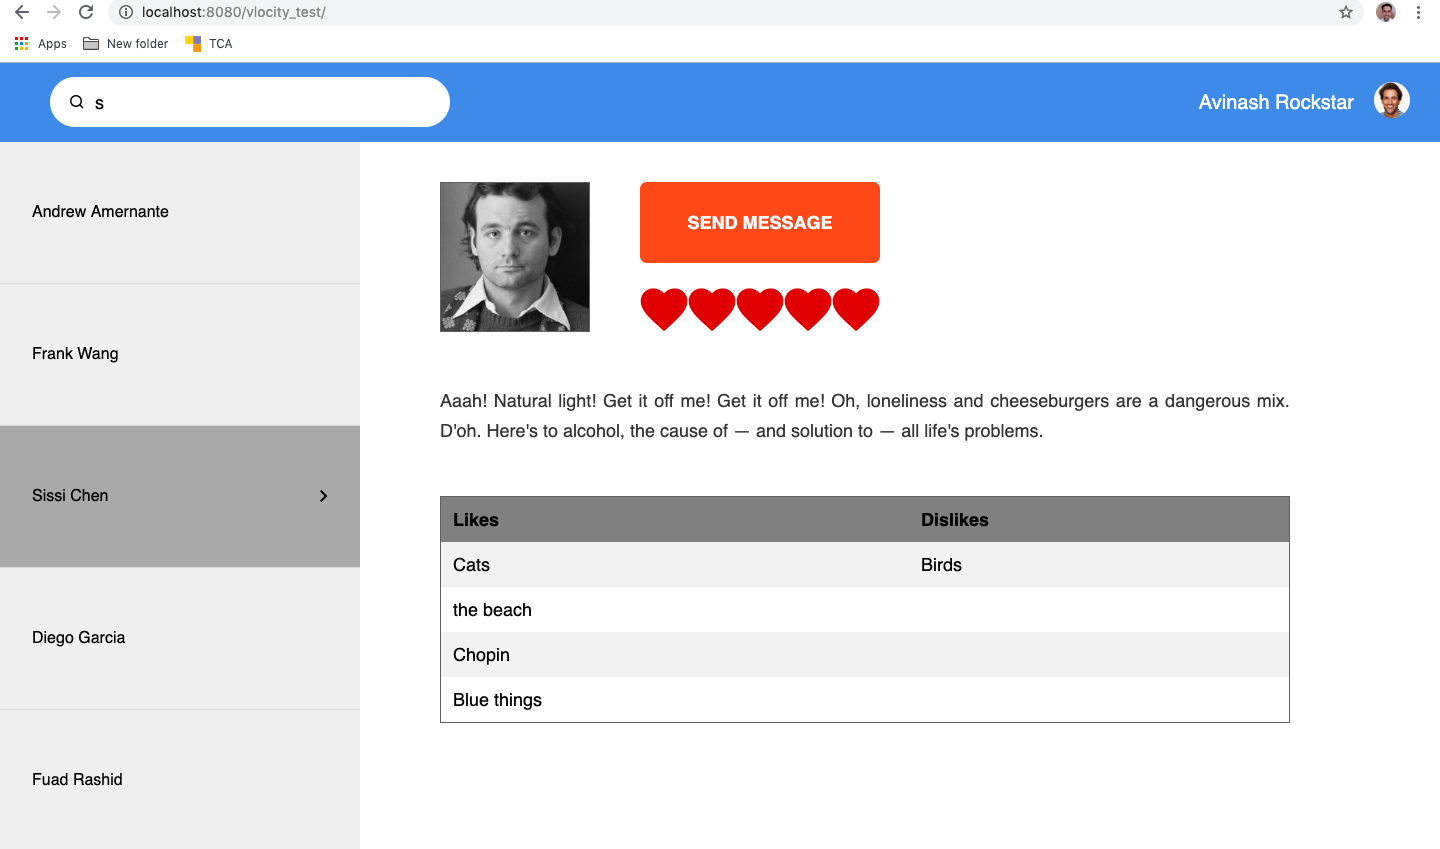 localhost:8080/vlocity_test/
Apps New folder TCA
s
Avinash Rockstar
Andrew Amernante
Frank Wang
Sissi Chen
Diego Garcia
Fuad Rashid
SEND MESSAGE
Aaah! Natural light! Get it off me! Get it off me! Oh, loneliness and cheeseburgers are a dangerous mix.
D'oh. Here's to alcohol, the cause of — and solution to — all life's problems.
Likes Dislikes
Cats Birds
the beach
Chopin
Blue things